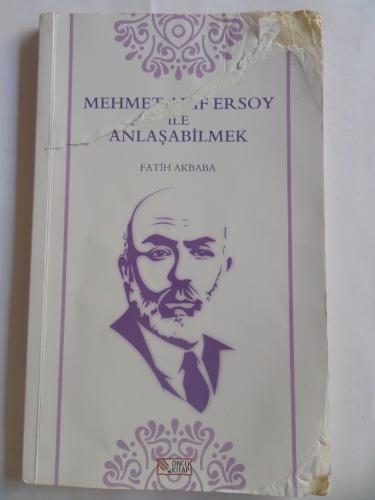 MEHMET ERSOY
İLE
ANLAŞABİLMEK
FATİH AKBABA
ÖNCÜ
KİTAP